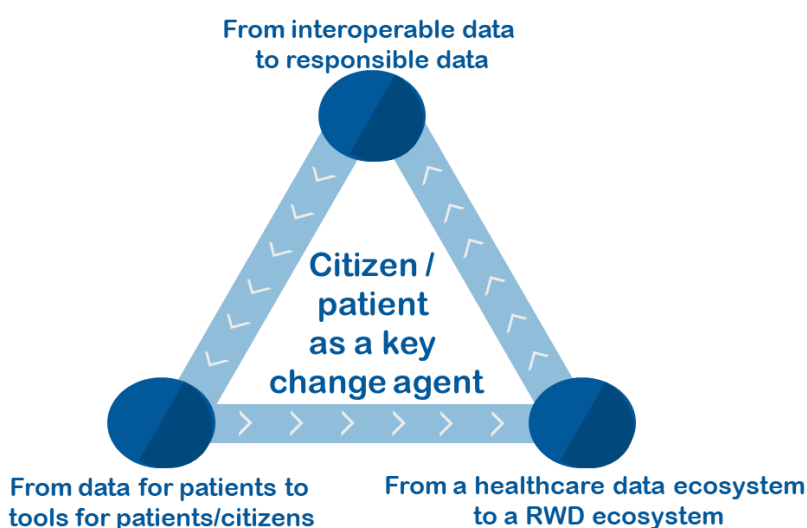 From interoperable data
to responsible data
Citizen /
patient
as a key
change agent
From data for patients to
tools for patients/citizens
From a healthcare data ecosystem
to a RWD ecosystem